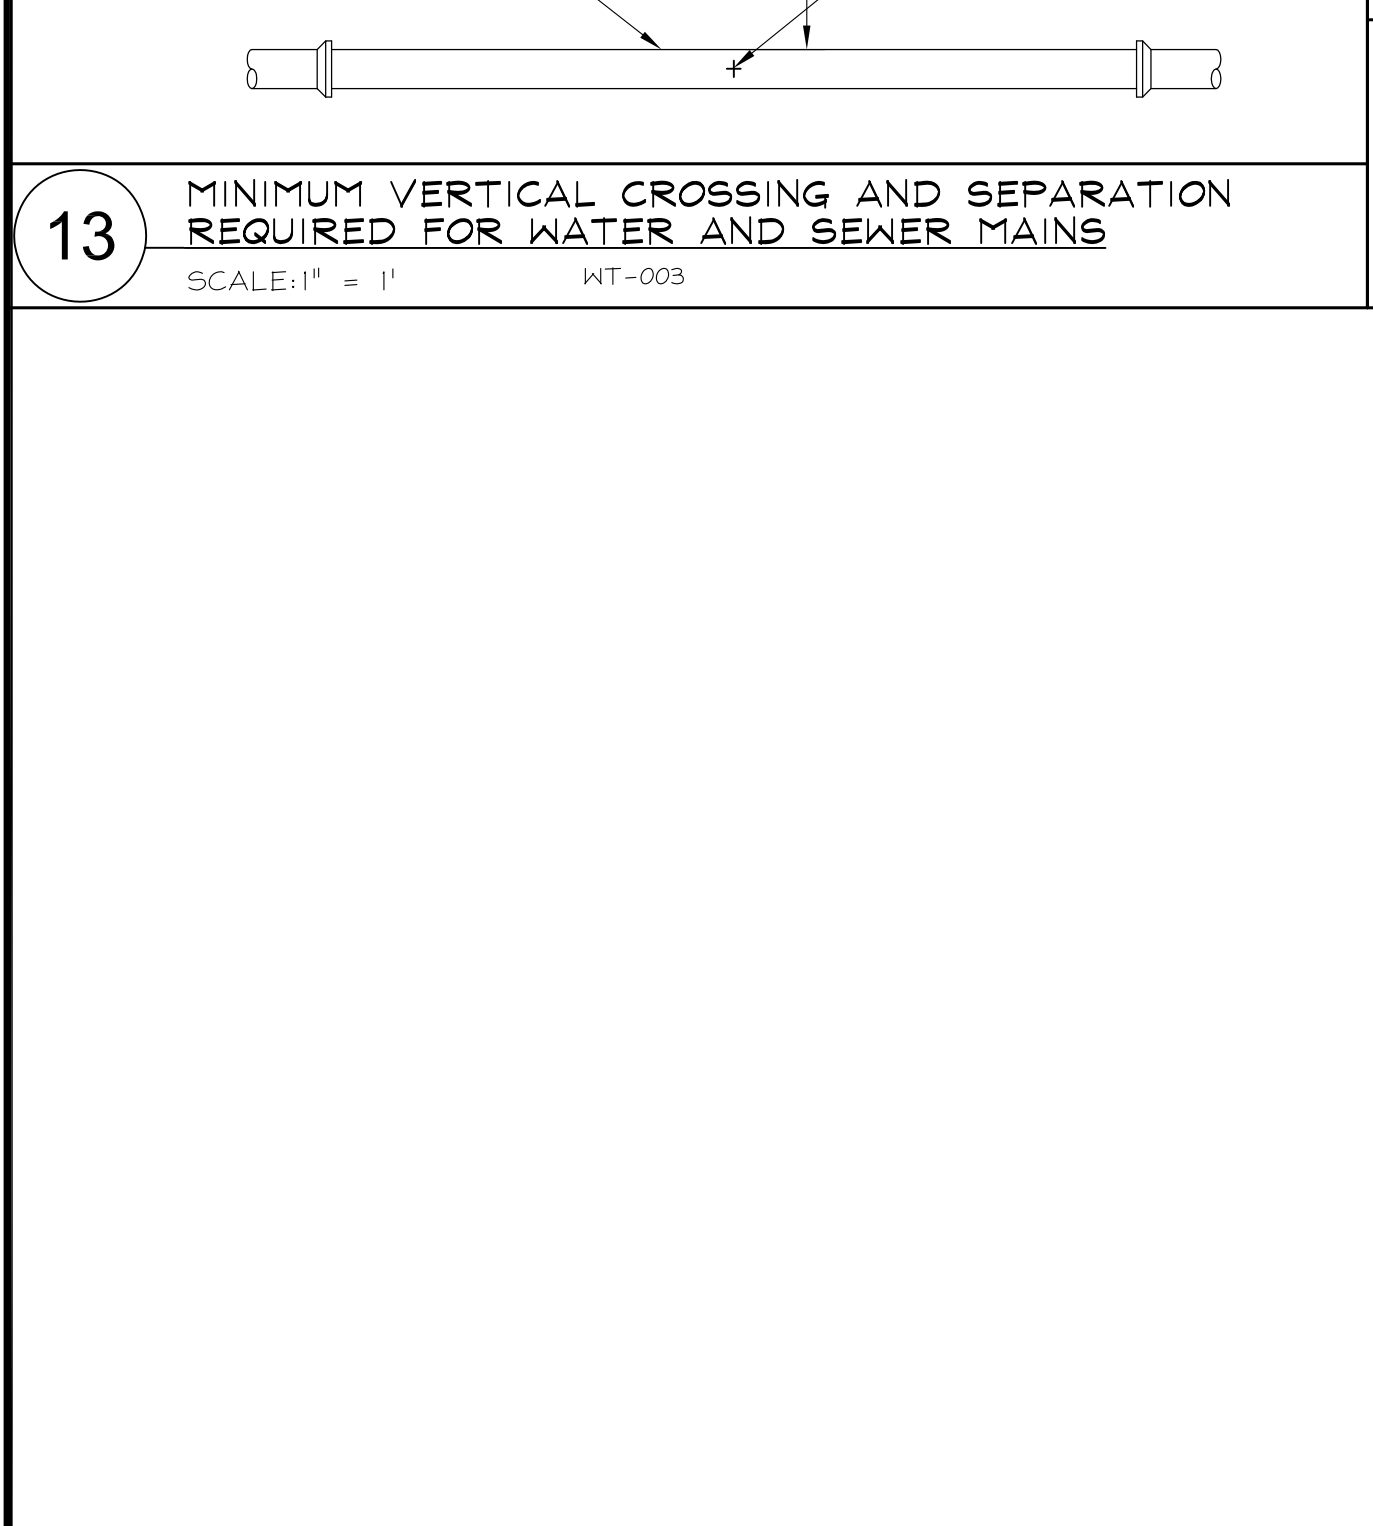 13
MINIMUM VERTICAL CROSSING AND SEPARATION
REQUIRED FOR WATER AND SEWER MAINS
SCALE:1" = 1' WT-003